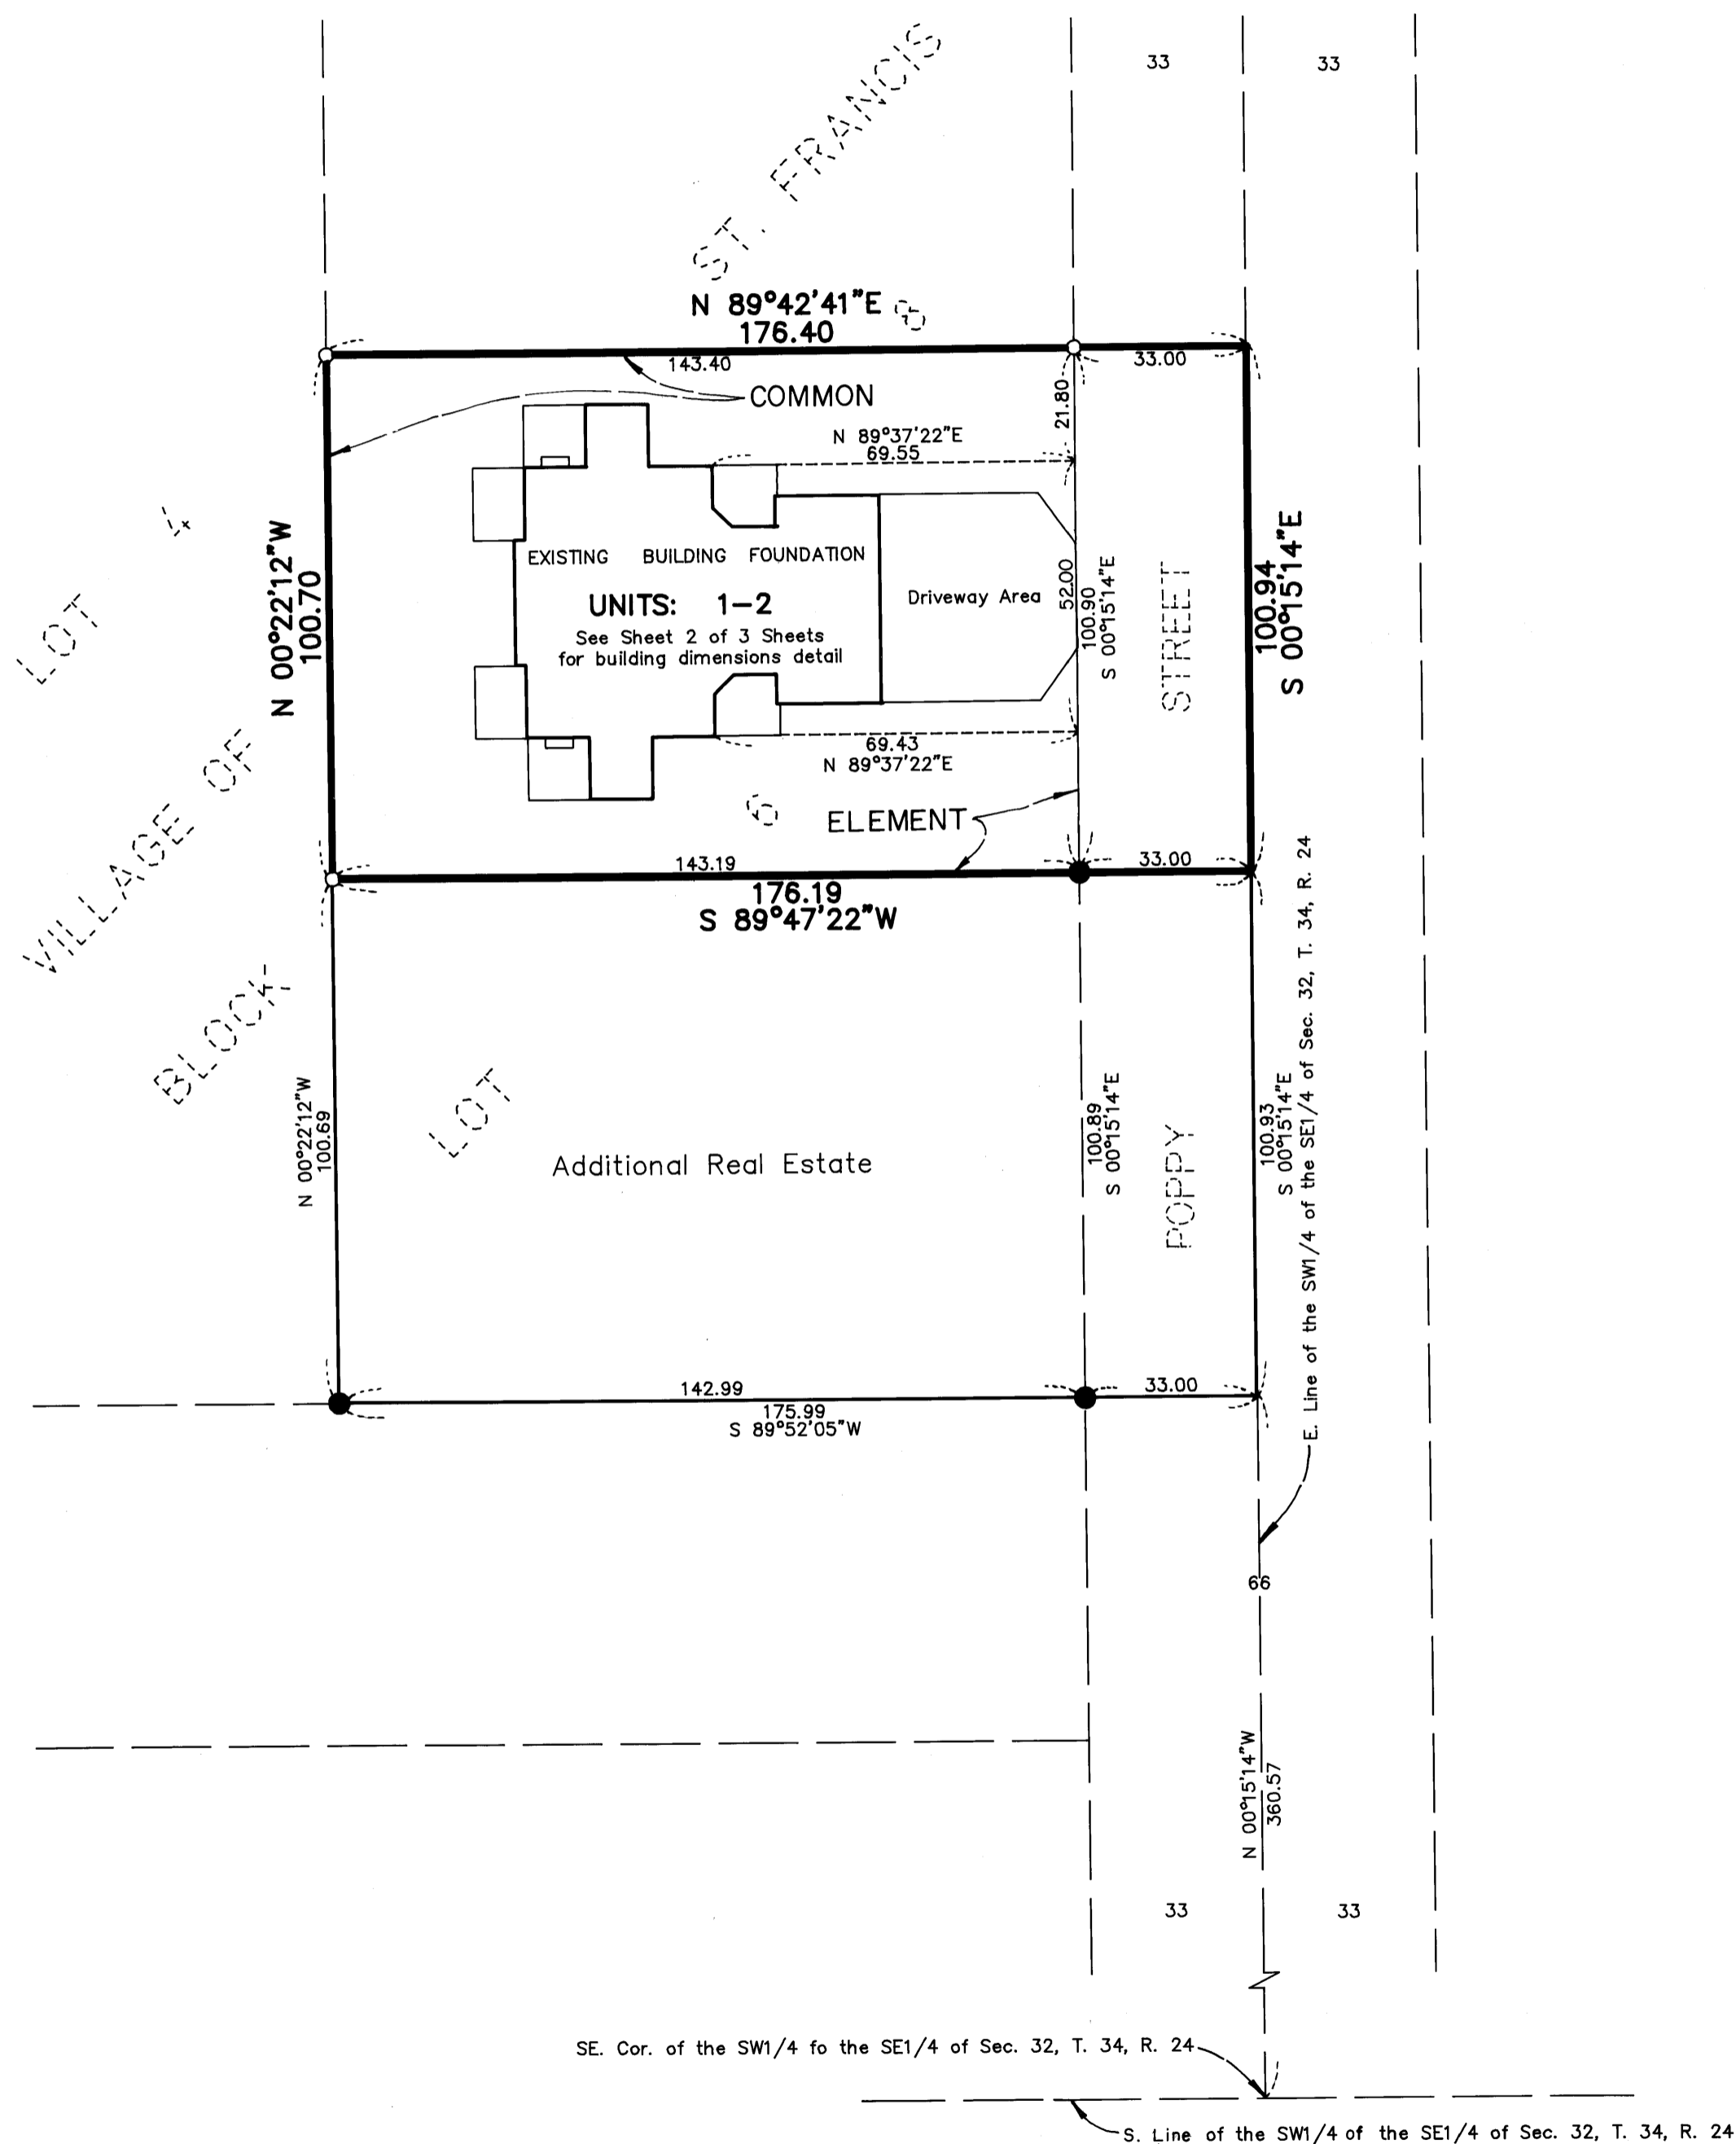 33
33
ST. FRANCIS
N 89°42'41"E
8
176.40
143.40
33.00
COMMON
21.80
N 89°37'22"E
69.55
LOT 4
N 00°22'12"W
100.70
EXISTING BUILDING FOUNDATION
UNITS: 1-2
See Sheet 2 of 3 Sheets
for building dimensions detail
Driveway Area
52.00
100.90
S 00°15'14"E
STREET
100.94
S 00°15'14"E
69.43
N 89°37'22"E
6
ELEMENT
143.19
33.00
176.19
S 89°47'22"W
VILLAGE OF
BLOCK
LOT
N 00°22'12"W
100.69
Additional Real Estate
100.89
S 00°15'14"E
POPPY
100.93
S 00°15'14"E
E. Line of the SW1/4 of the SE1/4 of Sec. 32, T. 34, R. 24
142.99
33.00
175.99
S 89°52'05"W
66
N 00°15'14"W
360.57
33
33
SE. Cor. of the SW1/4 fo the SE1/4 of Sec. 32, T. 34, R. 24
S. Line of the SW1/4 of the SE1/4 of Sec. 32, T. 34, R. 24